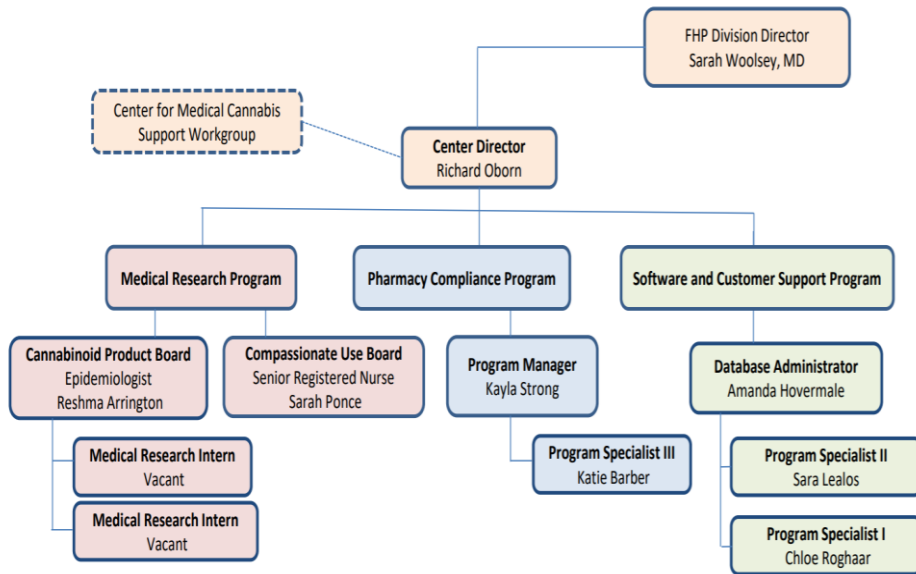 FHP Division Director
Sarah Woolsey, MD
Center for Medical Cannabis
Support Workgroup
Center Director
Richard Oborn
Medical Research Program
Pharmacy Compliance Program
Software and Customer Support Program
Cannabinoid Product Board
Epidemiologist
Reshma Arrington
Compassionate Use Board
Senior Registered Nurse
Sarah Ponce
Program Manager
Kayla Strong
Database Administrator
Amanda Hovermale
Medical Research Intern
Vacant
Program Specialist III
Katie Barber
Program Specialist II
Sara Lealos
Medical Research Intern
Vacant
Program Specialist I
Chloe Roghaar